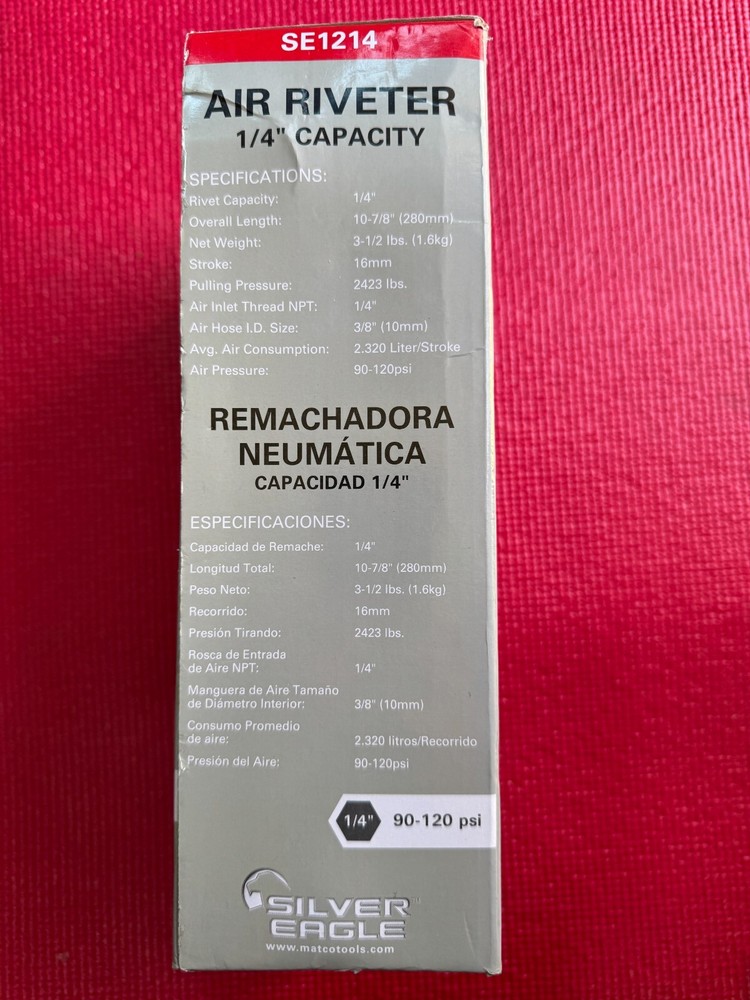 SE1214
AIR RIVETER
1/4" CAPACITY
SPECIFICATIONS:
Rivet Capacity: 1/4"
Overall Length: 10-7/8" (280mm)
Net Weight: 3-1/2 lbs. (1.6kg)
Stroke: 16mm
Pulling Pressure: 2423 lbs.
Air Inlet Thread NPT: 1/4"
Air Hose I.D. Size: 3/8" (10mm)
Avg. Air Consumption: 2.320 Liter/Stroke
Air Pressure: 90-120psi
REMACHADORA
NEUMÁTICA
CAPACIDAD 1/4"
ESPECIFICACIONES:
Capacidad de Remache: 1/4"
Longitud Total: 10-7/8" (280mm)
Peso Neto: 3-1/2 lbs. (1.6kg)
Recorrido: 16mm
Presión Tirando: 2423 lbs.
Rosca de Entrada
de Aire NPT: 1/4"
Manguera de Aire Tamaño
de Diámetro Interior: 3/8" (10mm)
Consumo Promedio
de aire: 2.320 litros/Recorrido
Presión del Aire: 90-120psi
1/4" 90-120 psi
SILVER
EAGLE
www.matcotools.com